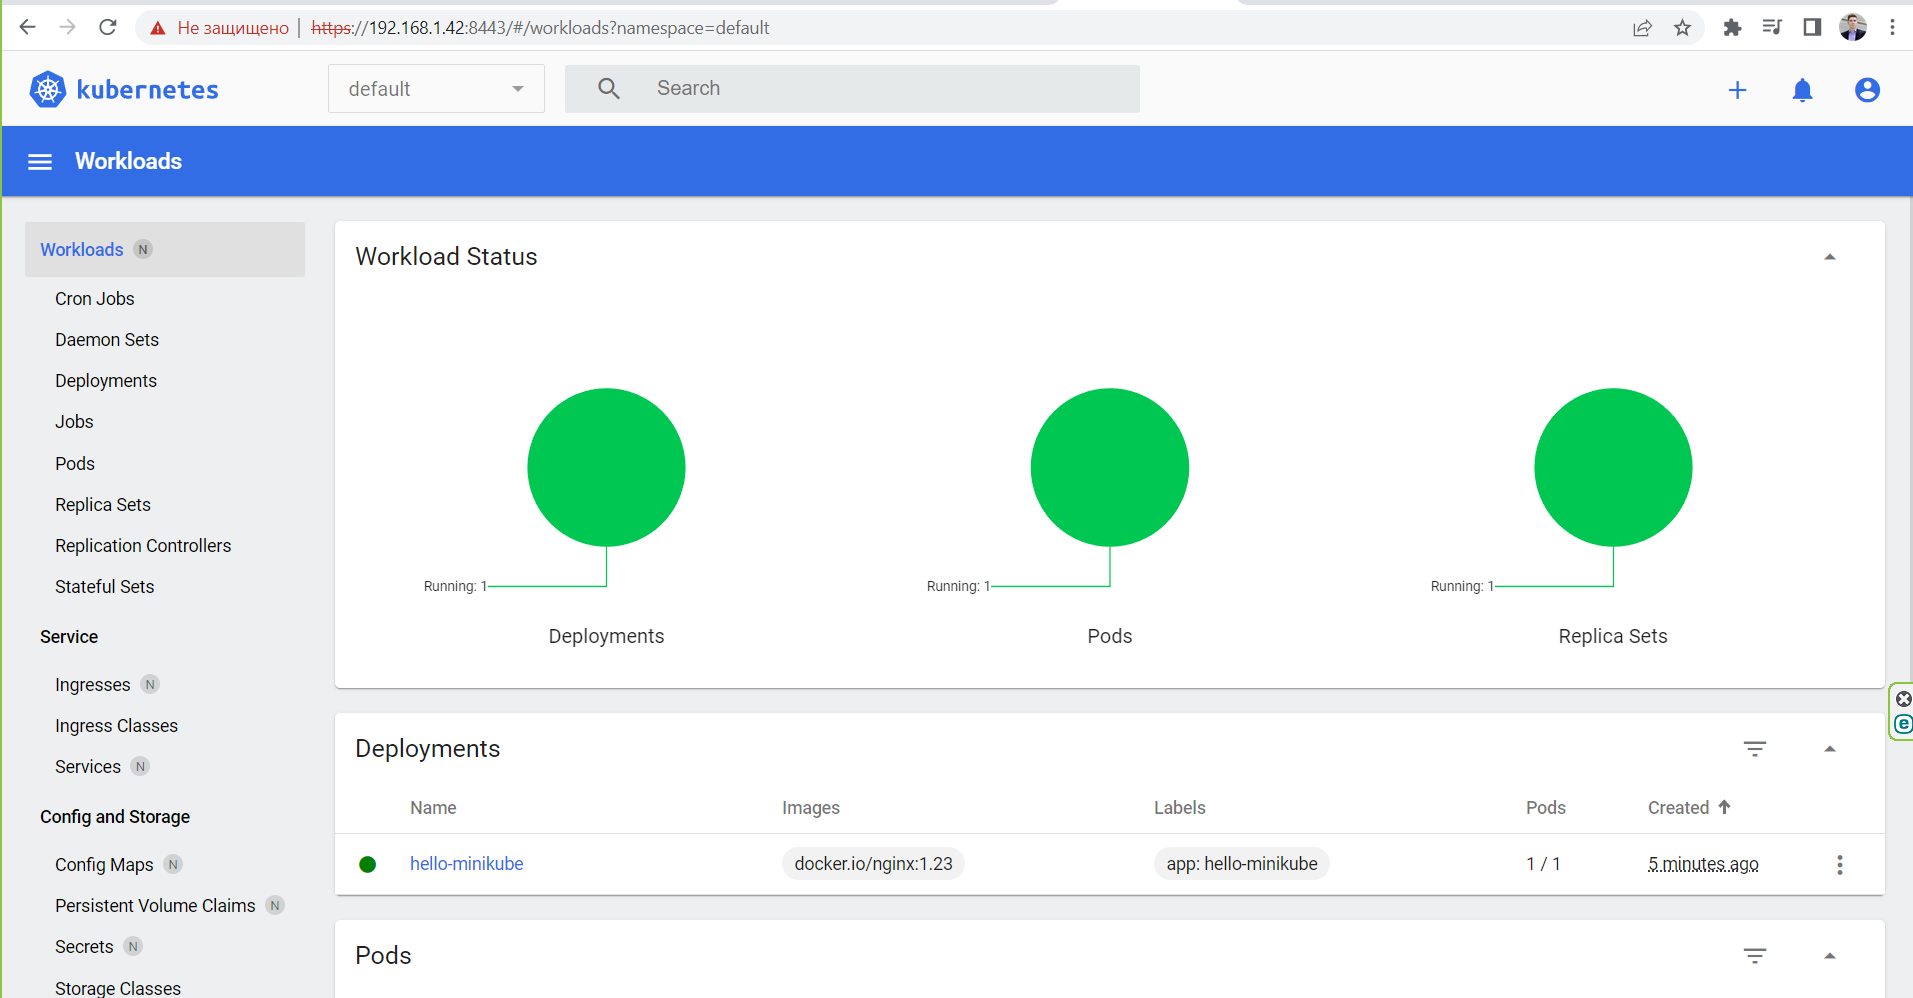 Не защищено | https://192.168.1.42:8443/#/workloads?namespace=default
kubernetes
default
Search
Workloads
Workloads N
Cron Jobs
Daemon Sets
Deployments
Jobs
Pods
Replica Sets
Replication Controllers
Stateful Sets
Service
Ingresses N
Ingress Classes
Services N
Config and Storage
Config Maps N
Persistent Volume Claims N
Secrets N
Storage Classes
Workload Status
Running: 1
Deployments
Running: 1
Pods
Running: 1
Replica Sets
Deployments
Name Images Labels Pods Created
hello-minikube docker.io/nginx:1.23 app: hello-minikube 1 / 1 5 minutes ago
Pods
e